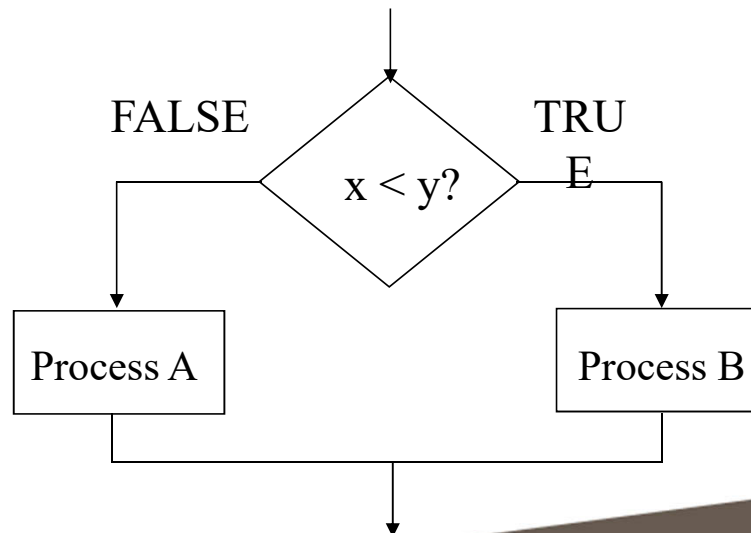 FALSE
TRU
E
x < y?
Process A
Process B